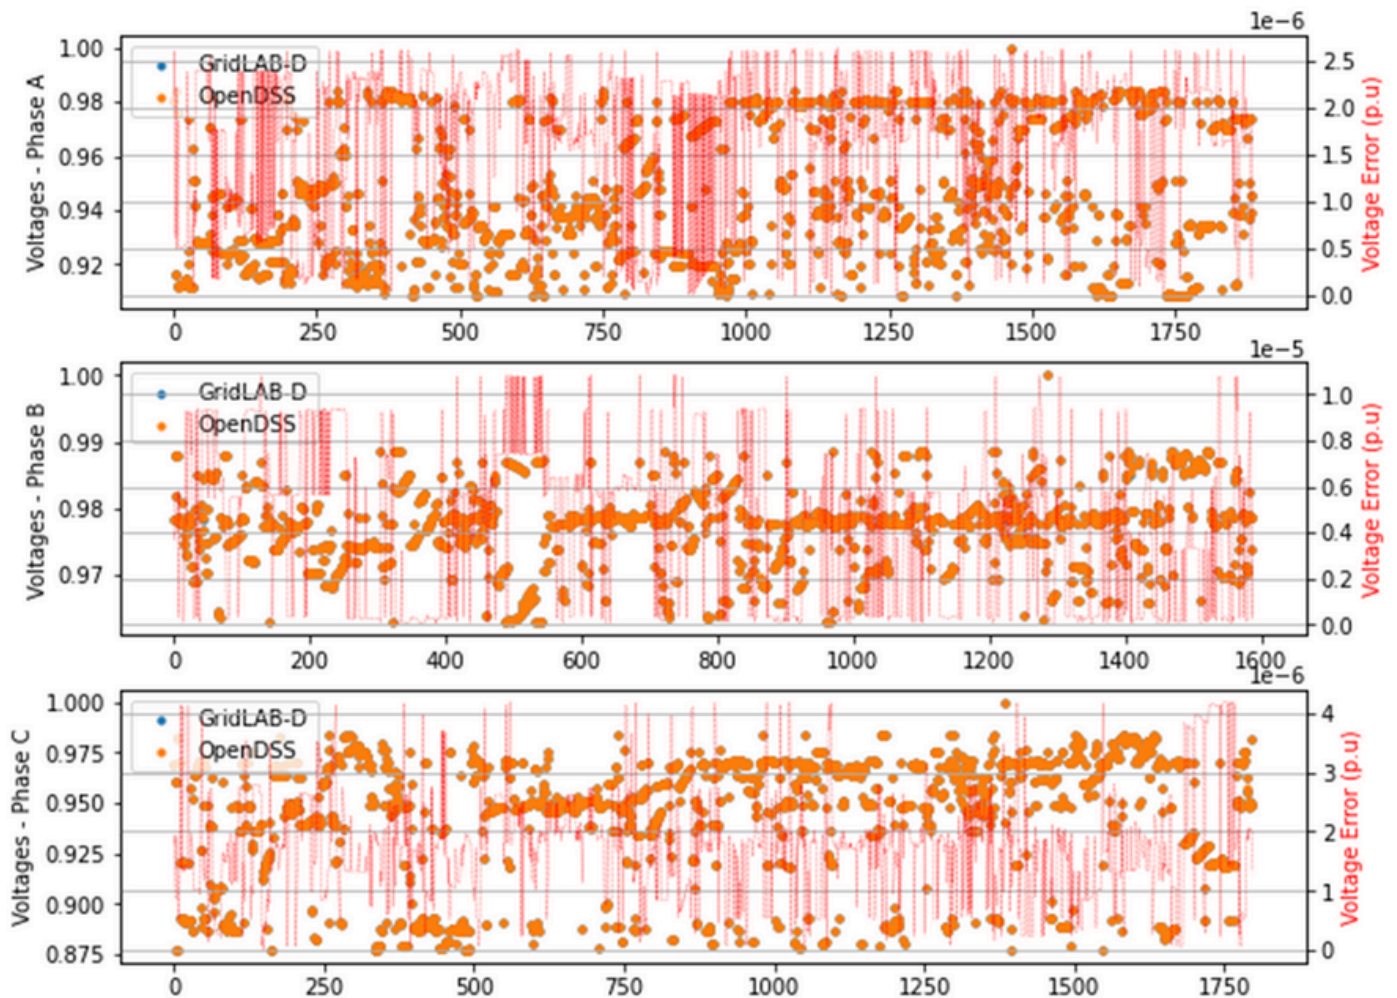 1e−6
Voltages - Phase A
1.00
0.98
0.96
0.94
0.92
GridLAB-D
OpenDSS
2.5
2.0
1.5
1.0
0.5
0.0
Voltage Error (p.u)
0 250 500 750 1000 1250 1500 1750
1e−5
Voltages - Phase B
1.00
0.99
0.98
0.97
GridLAB-D
OpenDSS
1.0
0.8
0.6
0.4
0.2
0.0
Voltage Error (p.u)
0 200 400 600 800 1000 1200 1400 1600
1e−6
Voltages - Phase C
1.000
0.975
0.950
0.925
0.900
0.875
GridLAB-D
OpenDSS
4
3
2
1
0
Voltage Error (p.u)
0 250 500 750 1000 1250 1500 1750